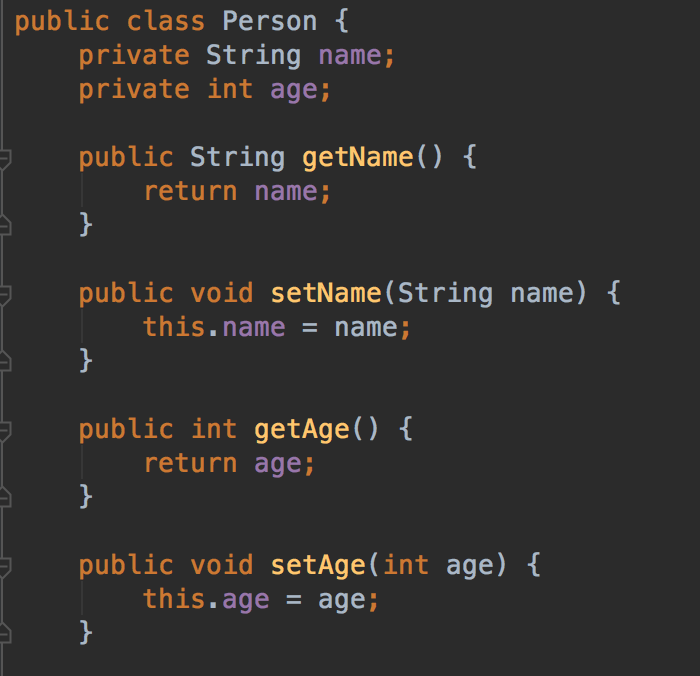 public class Person {
    private String name;
    private int age;

    public String getName() {
        return name;
    }

    public void setName(String name) {
        this.name = name;
    }

    public int getAge() {
        return age;
    }

    public void setAge(int age) {
        this.age = age;
    }